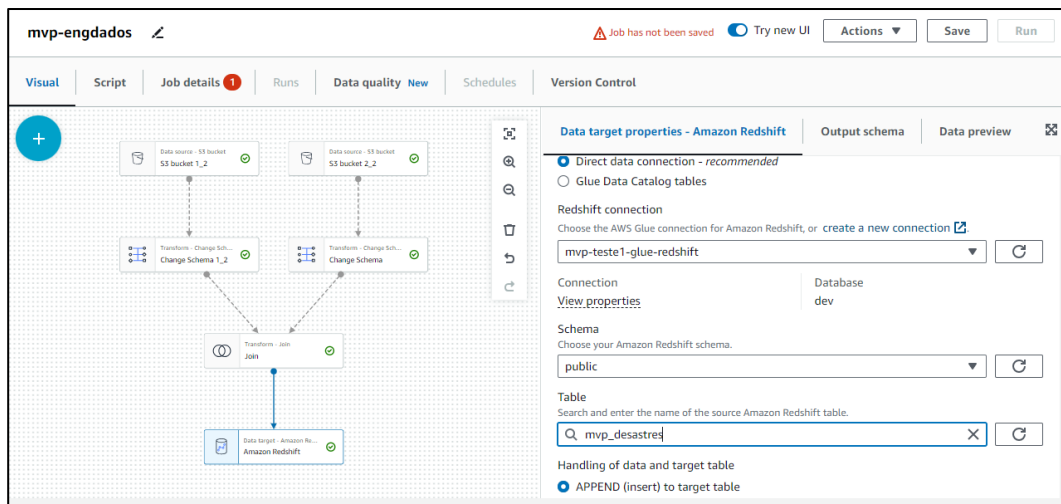 mvp-engdados
Job has not been saved
Try new UI
Actions
Save
Run
Visual
Script
Job details 1
Runs
Data quality New
Schedules
Version Control
Data source - S3 bucket
S3 bucket 1_2
Data source - S3 bucket
S3 bucket 2_2
Transform - Change Sch...
Change Schema 1_2
Transform - Change Sch...
Change Schema
Transform - Join
Join
Data target - Amazon Re...
Amazon Redshift
Data target properties - Amazon Redshift
Output schema
Data preview
Direct data connection - recommended
Glue Data Catalog tables
Redshift connection
Choose the AWS Glue connection for Amazon Redshift, or create a new connection.
mvp-teste1-glue-redshift
Connection
Database
View properties
dev
Schema
Choose your Amazon Redshift schema.
public
Table
Search and enter the name of the source Amazon Redshift table.
mvp_desastres
Handling of data and target table
APPEND (insert) to target table